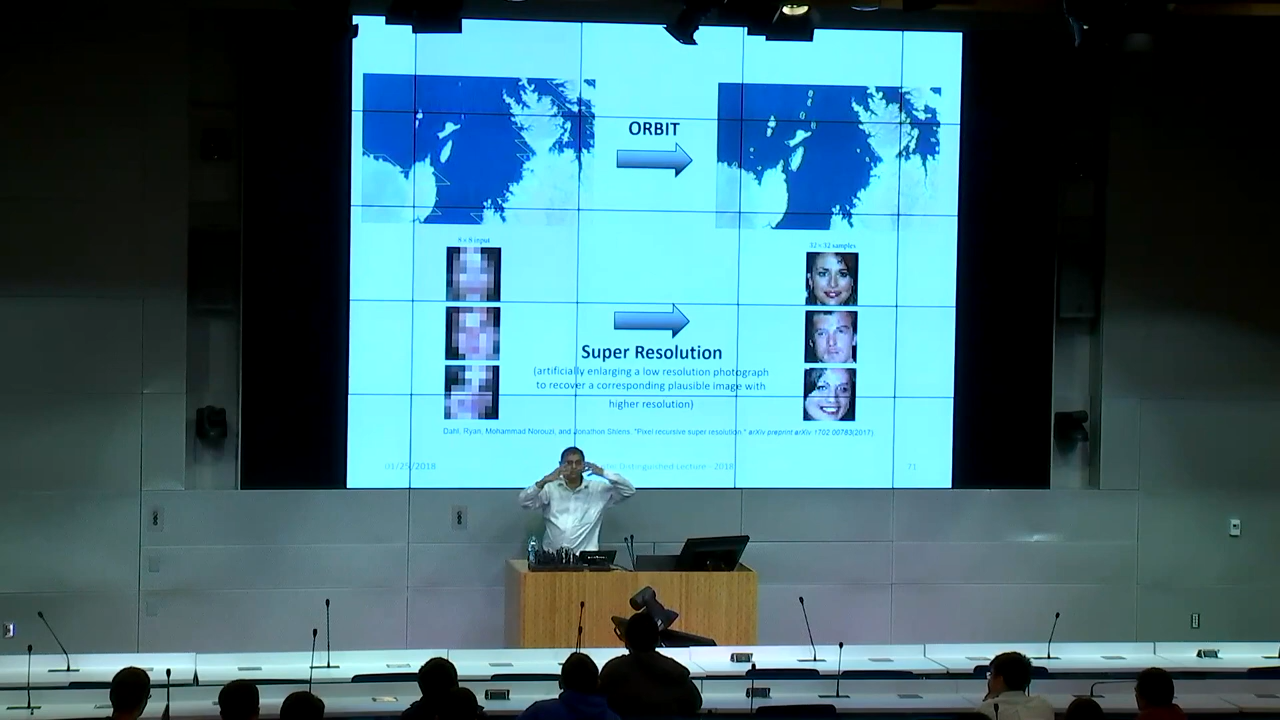 ORBIT
8 × 8 input
32 × 32 samples
Super Resolution
(artificially enlarging a low resolution photograph
to recover a corresponding plausible image with
higher resolution)
Dahl, Ryan, Mohammad Norouzi, and Jonathon Shlens. "Pixel recursive super resolution." arXiv preprint arXiv 1702.00783(2017).
01/25/2018
Distinguished Lecture - 2018
71